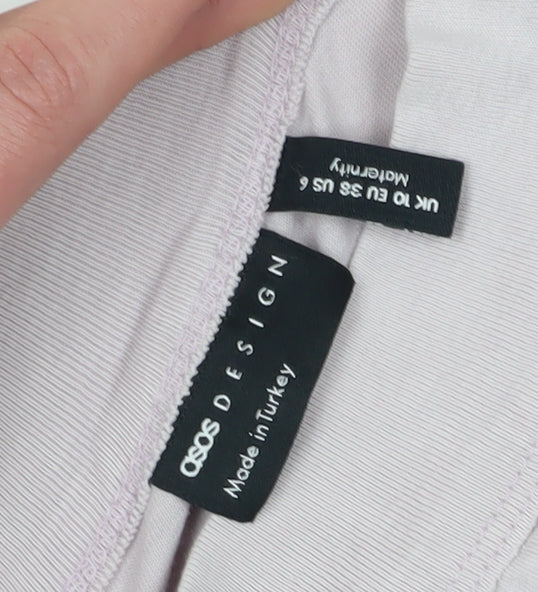 UK 10 EU 38 US 6
Maternity
asos DESIGN
Made in Turkey